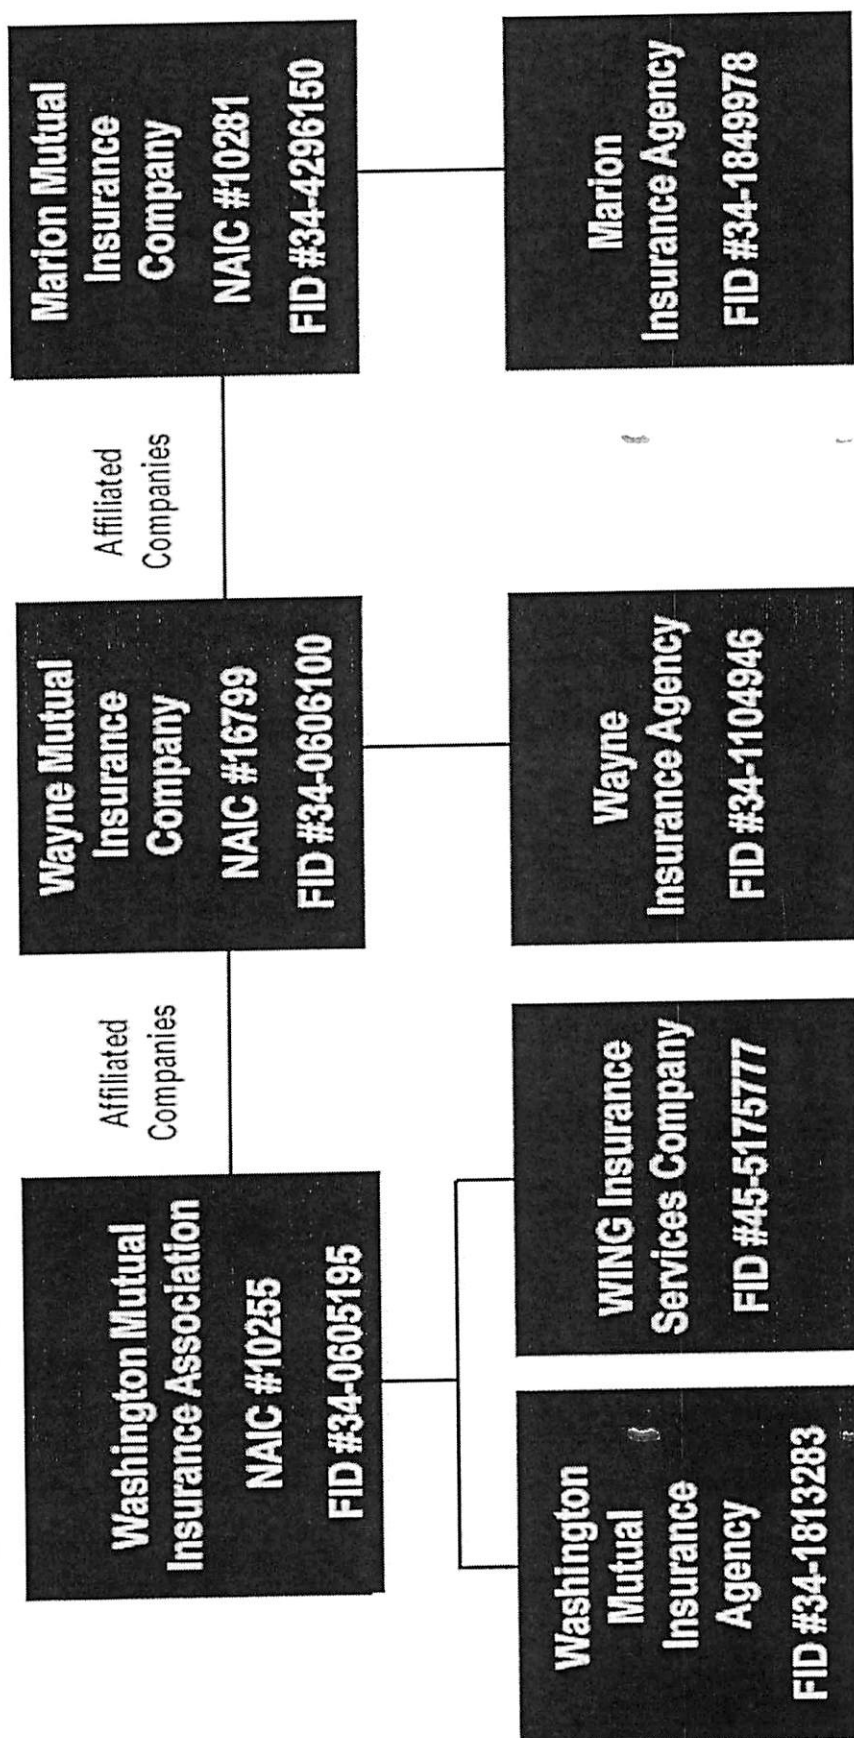 Washington Mutual
Insurance Association
NAIC #10255
FID #34-0605195
Affiliated
Companies
Wayne Mutual
Insurance
Company
NAIC #16799
FID #34-0606100
Affiliated
Companies
Marion Mutual
Insurance
Company
NAIC #10281
FID #34-4296150
Washington
Mutual
Insurance
Agency
FID #34-1813283
WING Insurance
Services Company
FID #45-5175777
Wayne
Insurance Agency
FID #34-1104946
Marion
Insurance Agency
FID #34-1849978